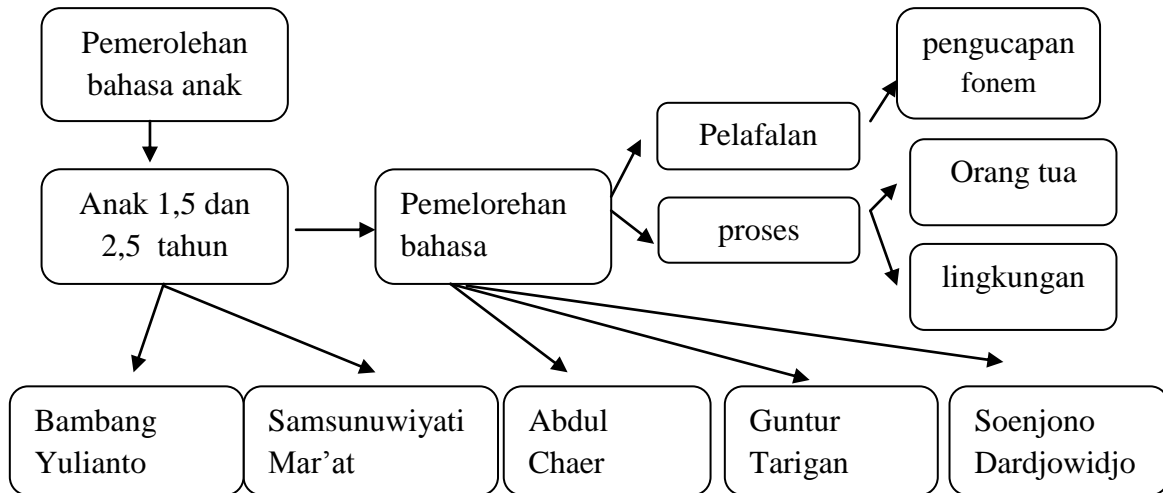 Pemerolehan
bahasa anak
pengucapan
fonem
Pelafalan
Orang tua
Anak 1,5 dan
2,5 tahun
Pemelorehan
bahasa
proses
lingkungan
Bambang
Yulianto
Samsunuwiyati
Mar’at
Abdul
Chaer
Guntur
Tarigan
Soenjono
Dardjowidjo